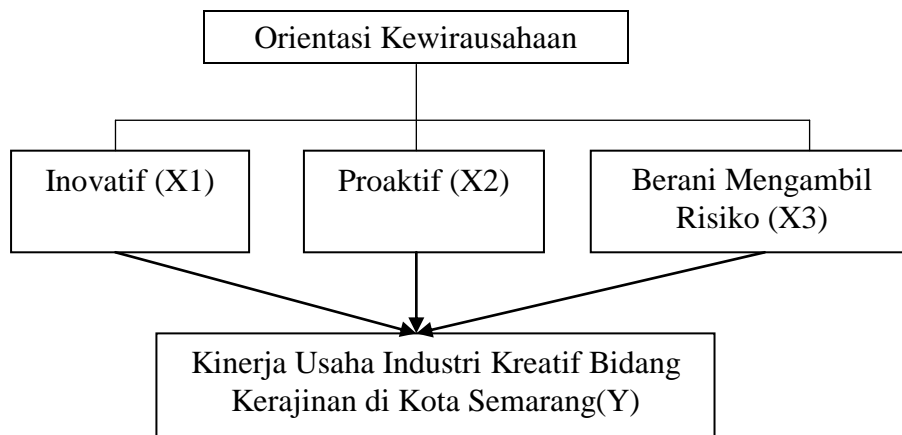 Orientasi Kewirausahaan
Inovatif (X1)
Proaktif (X2)
Berani Mengambil
Risiko (X3)
Kinerja Usaha Industri Kreatif Bidang
Kerajinan di Kota Semarang(Y)